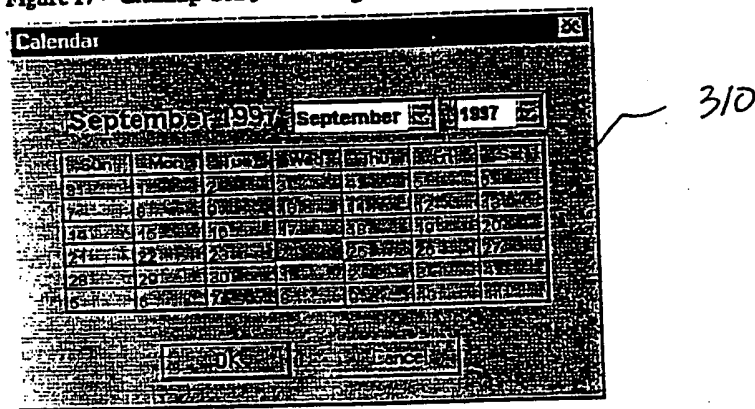 Calendar
September 1997 September 1997
310
Sun Mon Tue Wed Thu Fri Sat
31 1 2 3 4 5 6
7 8 9 10 11 12 13
14 15 16 17 18 19 20
21 22 23 24 25 26 27
28 29 30 1 2 3 4
5 6 7 8 9 10 11
OK Cancel